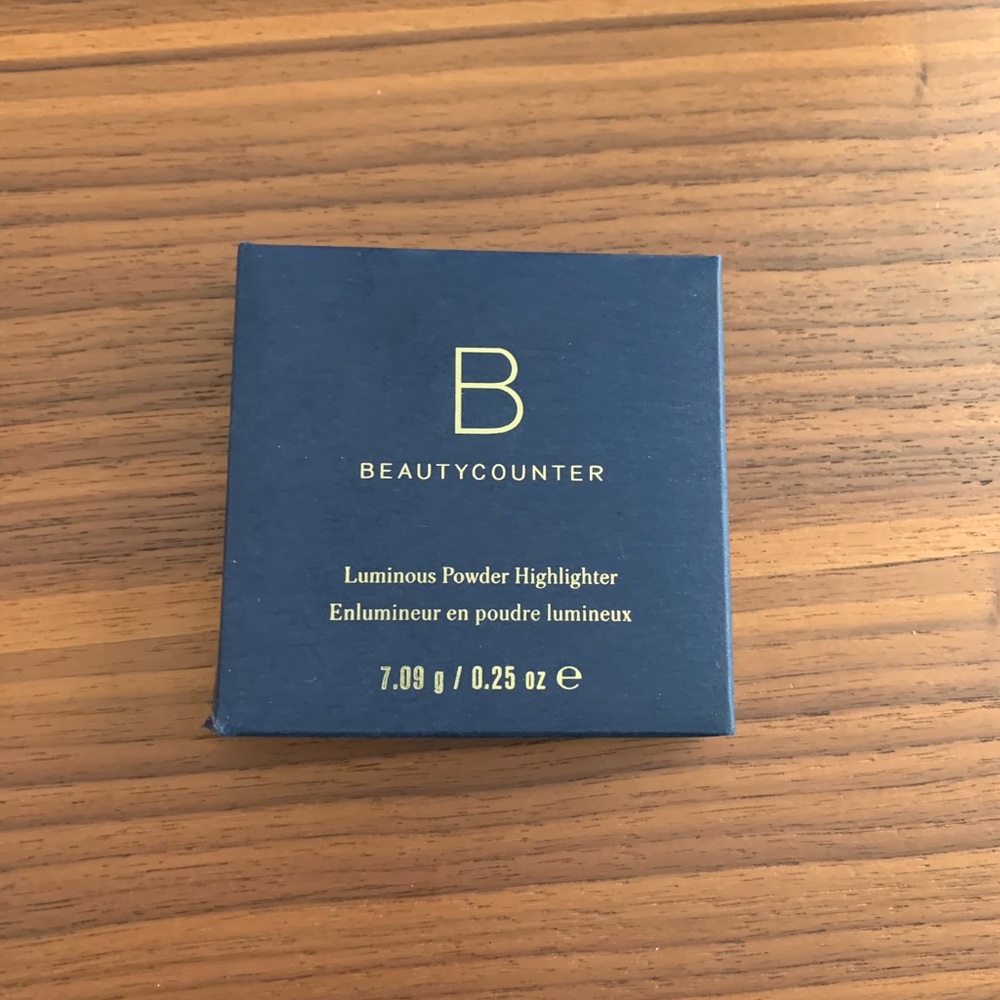 B
BEAUTYCOUNTER
Luminous Powder Highlighter
Enlumineur en poudre lumineux
7.09 g / 0.25 oz ℮